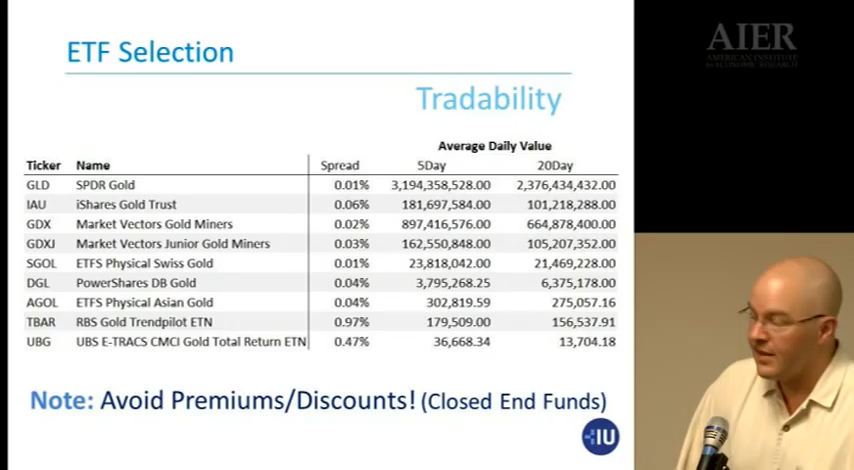 ETF Selection
AIER
AMERICAN INSTITUTE
for ECONOMIC RESEARCH
Tradability
Average Daily Value
Ticker Name Spread 5Day 20Day
GLD SPDR Gold 0.01% 3,194,358,528.00 2,376,434,432.00
IAU iShares Gold Trust 0.06% 181,697,584.00 101,218,288.00
GDX Market Vectors Gold Miners 0.02% 897,416,576.00 664,878,400.00
GDXJ Market Vectors Junior Gold Miners 0.03% 162,550,848.00 105,207,352.00
SGOL ETFS Physical Swiss Gold 0.01% 23,818,042.00 21,469,228.00
DGL PowerShares DB Gold 0.04% 3,795,268.25 6,375,178.00
AGOL ETFS Physical Asian Gold 0.04% 302,819.59 275,057.16
TBAR RBS Gold Trendpilot ETN 0.97% 179,509.00 156,537.91
UBG UBS E-TRACS CMCI Gold Total Return ETN 0.47% 36,668.34 13,704.18
Note: Avoid Premiums/Discounts! (Closed End Funds)
IU